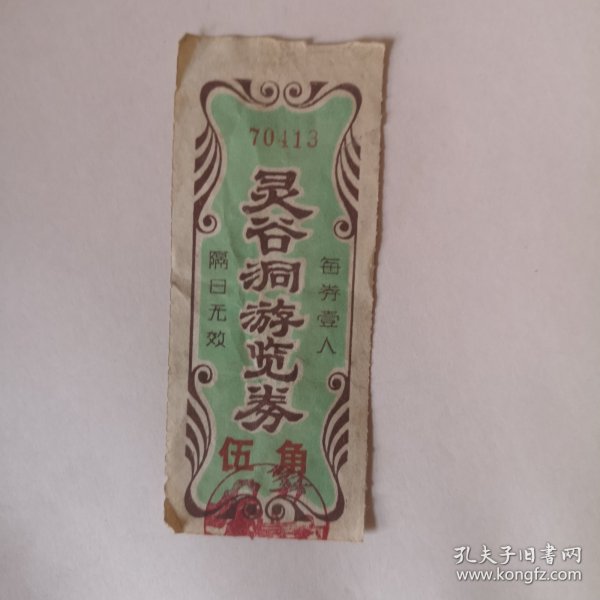 70413
灵谷洞游览券
每券壹人
隔日无效
伍角
孔夫子旧书网
www.kongfz.com